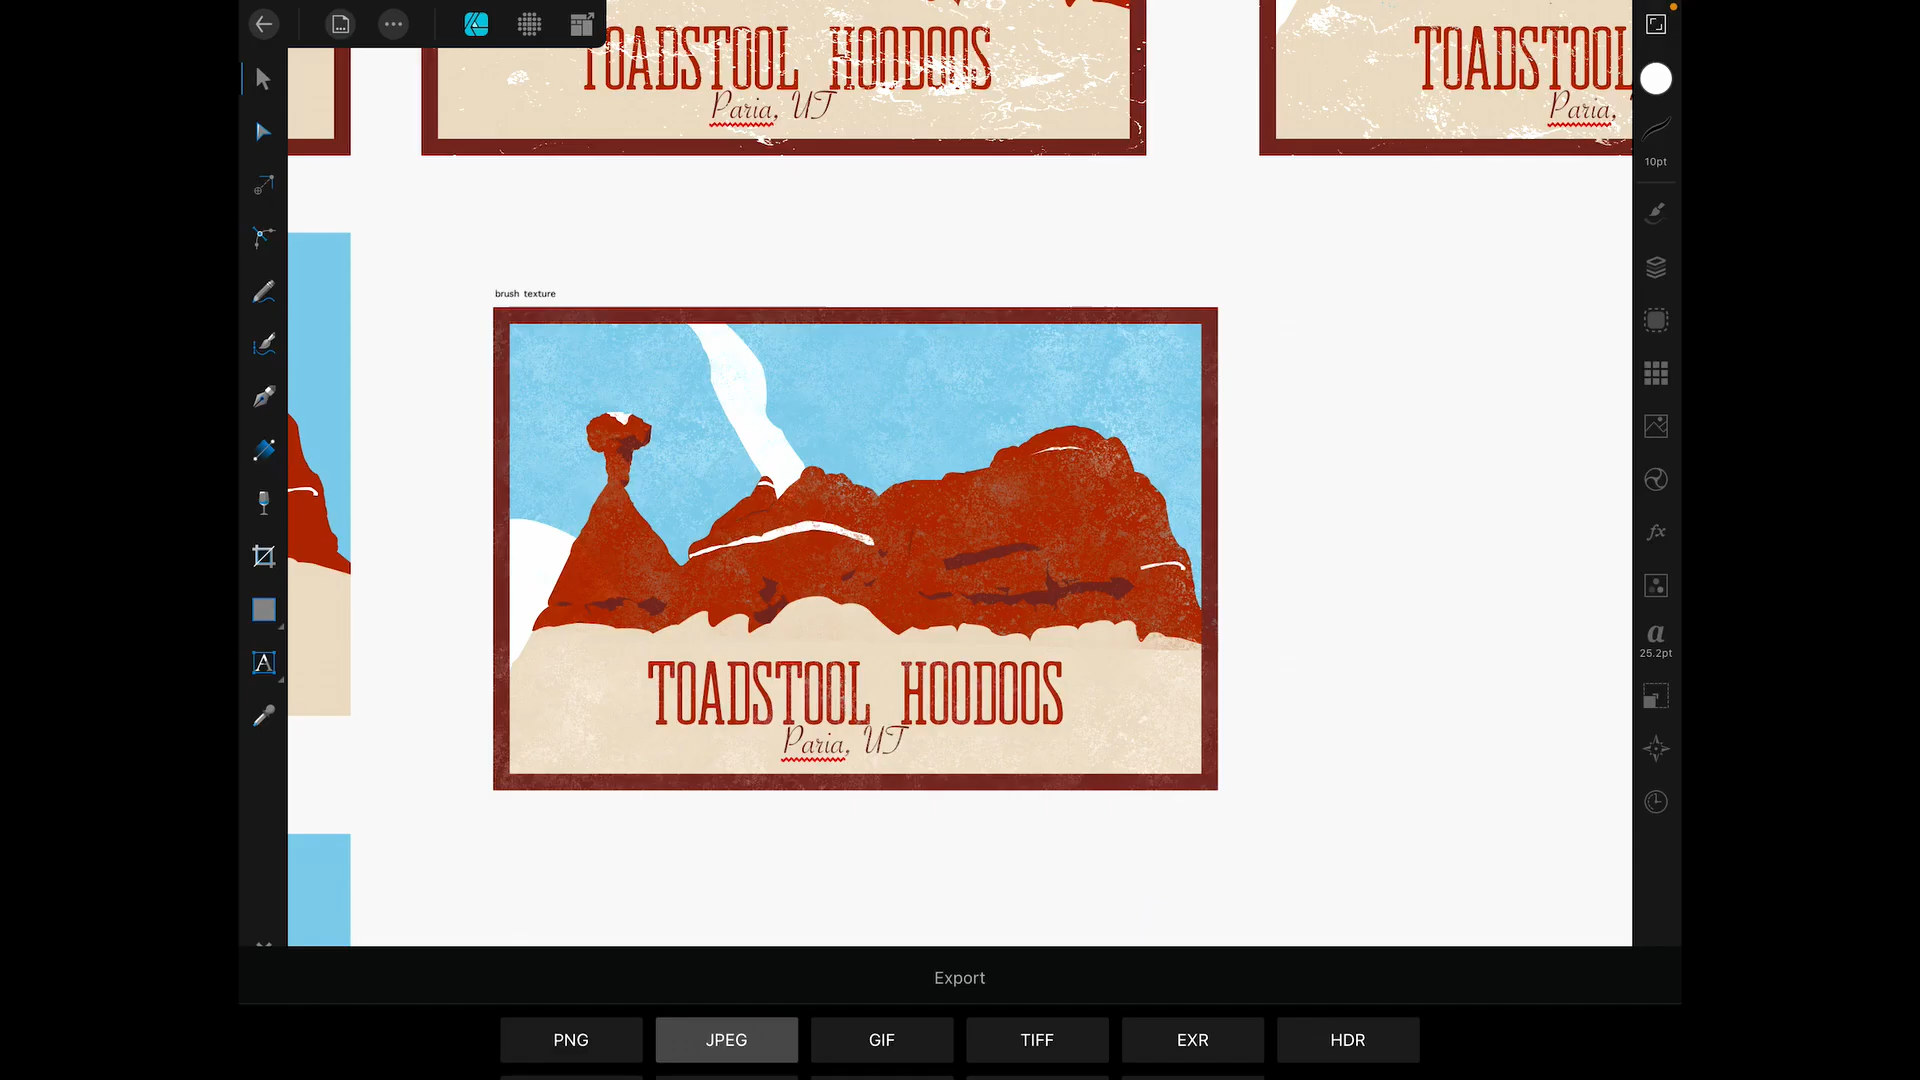 TOADSTOOL HOODOOS
Paria, UT
TOADSTOOL
Paria,
10pt
brush texture
a
25.2pt
fx
A
TOADSTOOL HOODOOS
Paria, UT
Export
PNG JPEG GIF TIFF EXR HDR